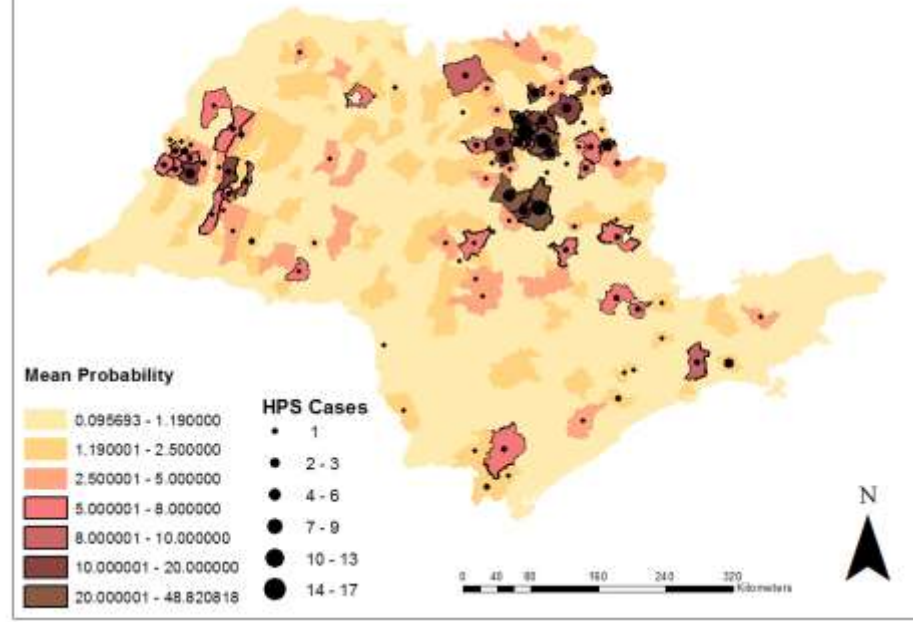 Mean Probability
0.095693 - 1.190000
1.190001 - 2.500000
2.500001 - 5.000000
5.000001 - 8.000000
8.000001 - 10.000000
10.000001 - 20.000000
20.000001 - 48.820818
HPS Cases
1
2 - 3
4 - 6
7 - 9
10 - 13
14 - 17
N
0 40 80 160 240 320
Kilometers